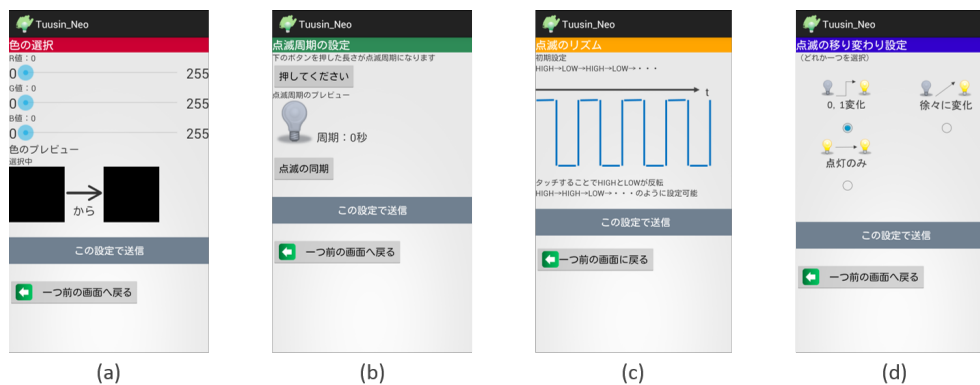 Tuusin_Neo
色の選択
R値：0
0 255
G値：0
0 255
B値：0
0 255
色のプレビュー
選択中
から
この設定で送信
一つ前の画面へ戻る
(a)
Tuusin_Neo
点滅周期の設定
下のボタンを押した長さが点滅周期になります
押してください
点滅周期のプレビュー
周期：0秒
点滅の同期
この設定で送信
一つ前の画面へ戻る
(b)
Tuusin_Neo
点滅のリズム
初期設定
HIGH→LOW→HIGH→LOW→・・・
t
タッチすることでHIGHとLOWが反転
HIGH→HIGH→LOW→・・・のように設定可能
この設定で送信
一つ前の画面に戻る
(c)
Tuusin_Neo
点滅の移り変わり設定
（どれか一つを選択）
0, 1変化
徐々に変化
点灯のみ
この設定で送信
一つ前の画面へ戻る
(d)